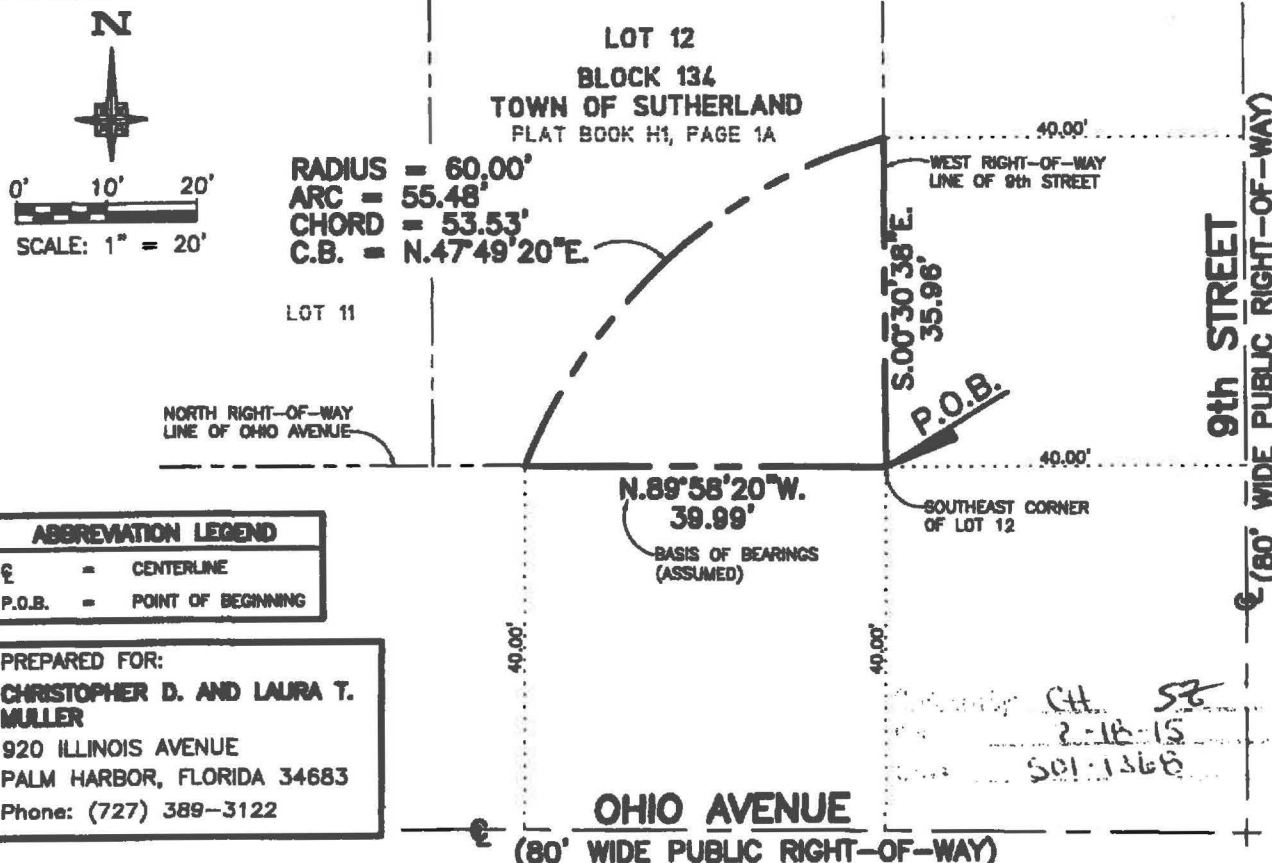 N
0' 10' 20'
SCALE: 1" = 20'
LOT 12
BLOCK 134
TOWN OF SUTHERLAND
PLAT BOOK H1, PAGE 1A
RADIUS = 60.00'
ARC = 55.48'
CHORD = 53.53'
C.B. = N.47°49'20"E.
LOT 11
40.00'
WEST RIGHT-OF-WAY
LINE OF 9th STREET
S.00°30'38"E.
35.96'
9th STREET
(80' WIDE PUBLIC RIGHT-OF-WAY)
P.O.B.
NORTH RIGHT-OF-WAY
LINE OF OHIO AVENUE
40.00'
N.89°58'20"W.
39.99'
SOUTHEAST CORNER
OF LOT 12
BASIS OF BEARINGS
(ASSUMED)
ABBREVIATION LEGEND
℄ = CENTERLINE
P.O.B. = POINT OF BEGINNING
℄
40.00'
40.00'
PREPARED FOR:
CHRISTOPHER D. AND LAURA T.
MULLER
920 ILLINOIS AVENUE
PALM HARBOR, FLORIDA 34683
Phone: (727) 389-3122
CH SZ
2-18-15
501-1368
OHIO AVENUE
℄
(80' WIDE PUBLIC RIGHT-OF-WAY)